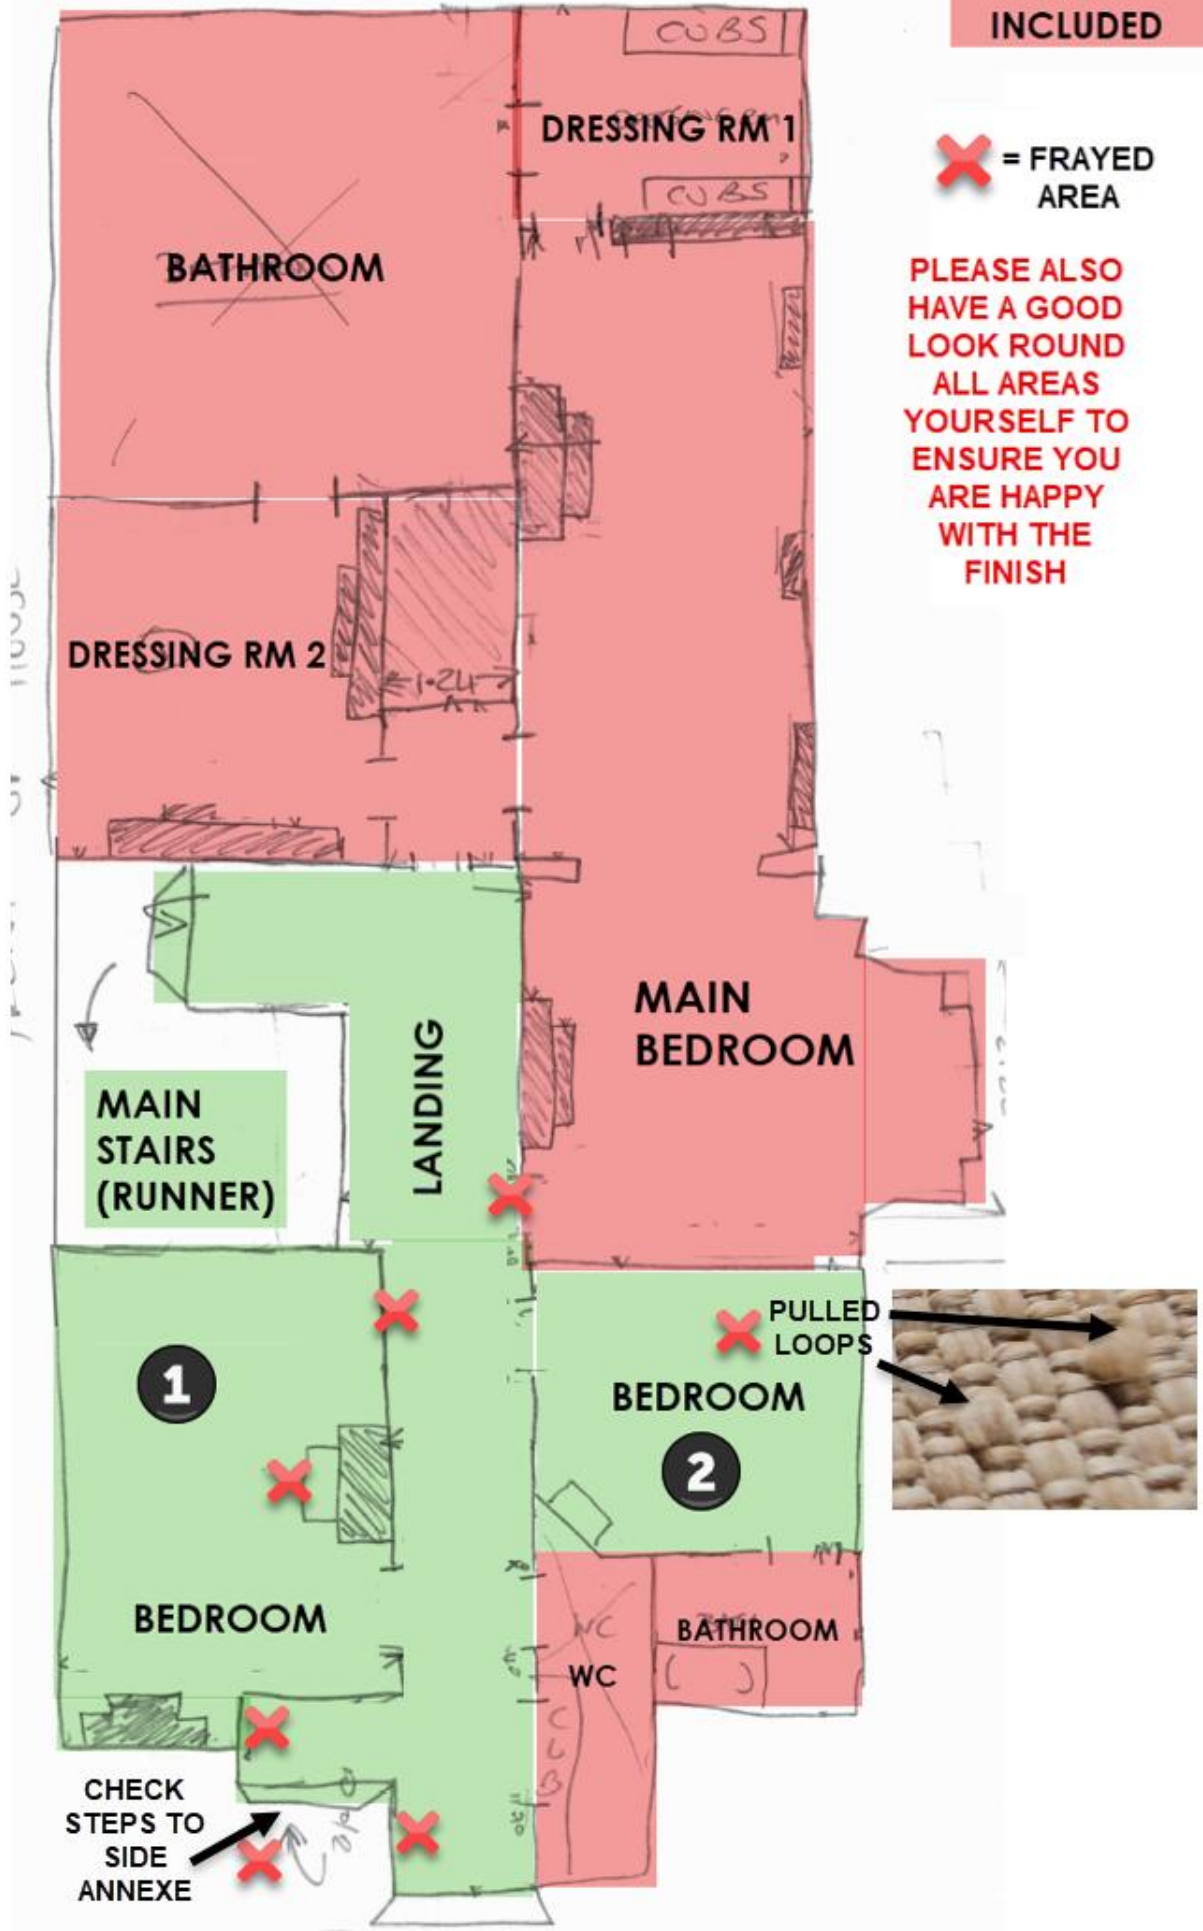 INCLUDED
CUBS
DRESSING RM 1
CUBS
= FRAYED
AREA
BATHROOM
PLEASE ALSO
HAVE A GOOD
LOOK ROUND
ALL AREAS
YOURSELF TO
ENSURE YOU
ARE HAPPY
WITH THE
FINISH
DRESSING RM 2
1.24
MAIN
BEDROOM
LANDING
MAIN
STAIRS
(RUNNER)
PULLED
LOOPS
1
BEDROOM
2
BEDROOM
WC
BATHROOM
WC
CHECK
STEPS TO
SIDE
ANNEXE